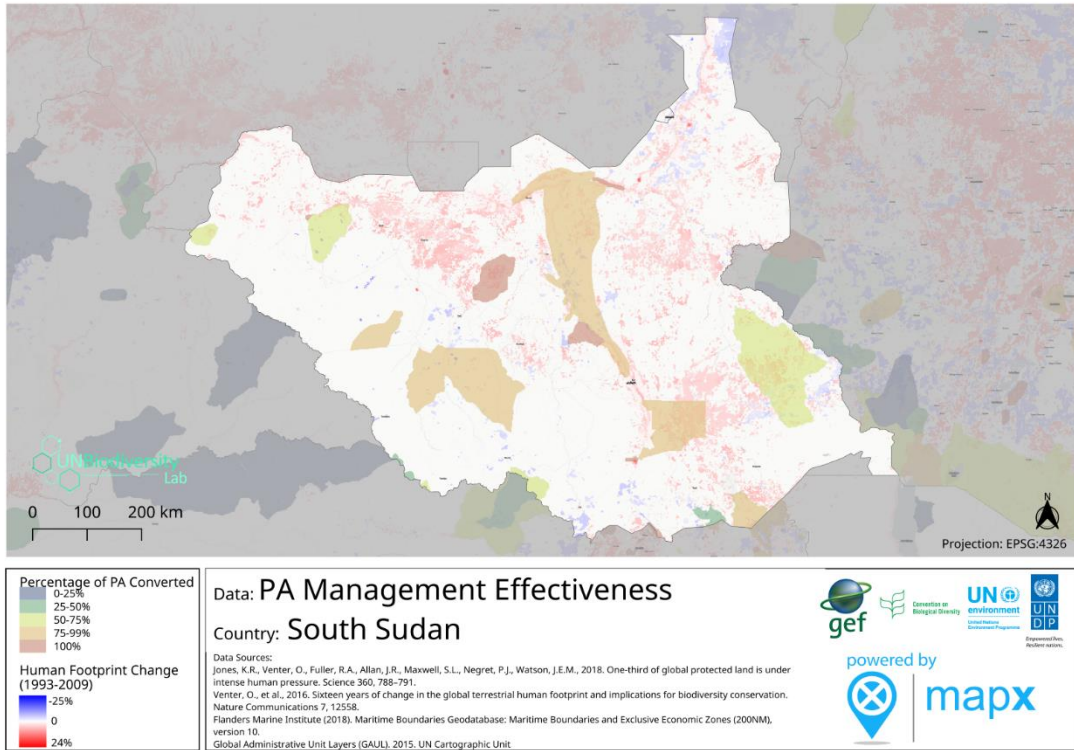 UNBiodiversity
Lab
0 100 200 km
N
Projection: EPSG:4326
Percentage of PA Converted
0-25%
25-50%
50-75%
75-99%
100%
Human Footprint Change
(1993-2009)
-25%
0
24%
Data: PA Management Effectiveness
Country: South Sudan
Data Sources:
Jones, K.R., Venter, O., Fuller, R.A., Allan, J.R., Maxwell, S.L., Negret, P.J., Watson, J.E.M., 2018. One-third of global protected land is under
intense human pressure. Science 360, 788–791.
Venter, O., et al., 2016. Sixteen years of change in the global terrestrial human footprint and implications for biodiversity conservation.
Nature Communications 7, 12558.
Flanders Marine Institute (2018). Maritime Boundaries Geodatabase: Maritime Boundaries and Exclusive Economic Zones (200NM),
version 10.
Global Administrative Unit Layers (GAUL). 2015. UN Cartographic Unit
gef
Convention on
Biological Diversity
UN
environment
United Nations
Environment Programme
U N
D P
Empowered lives.
Resilient nations.
powered by
mapx